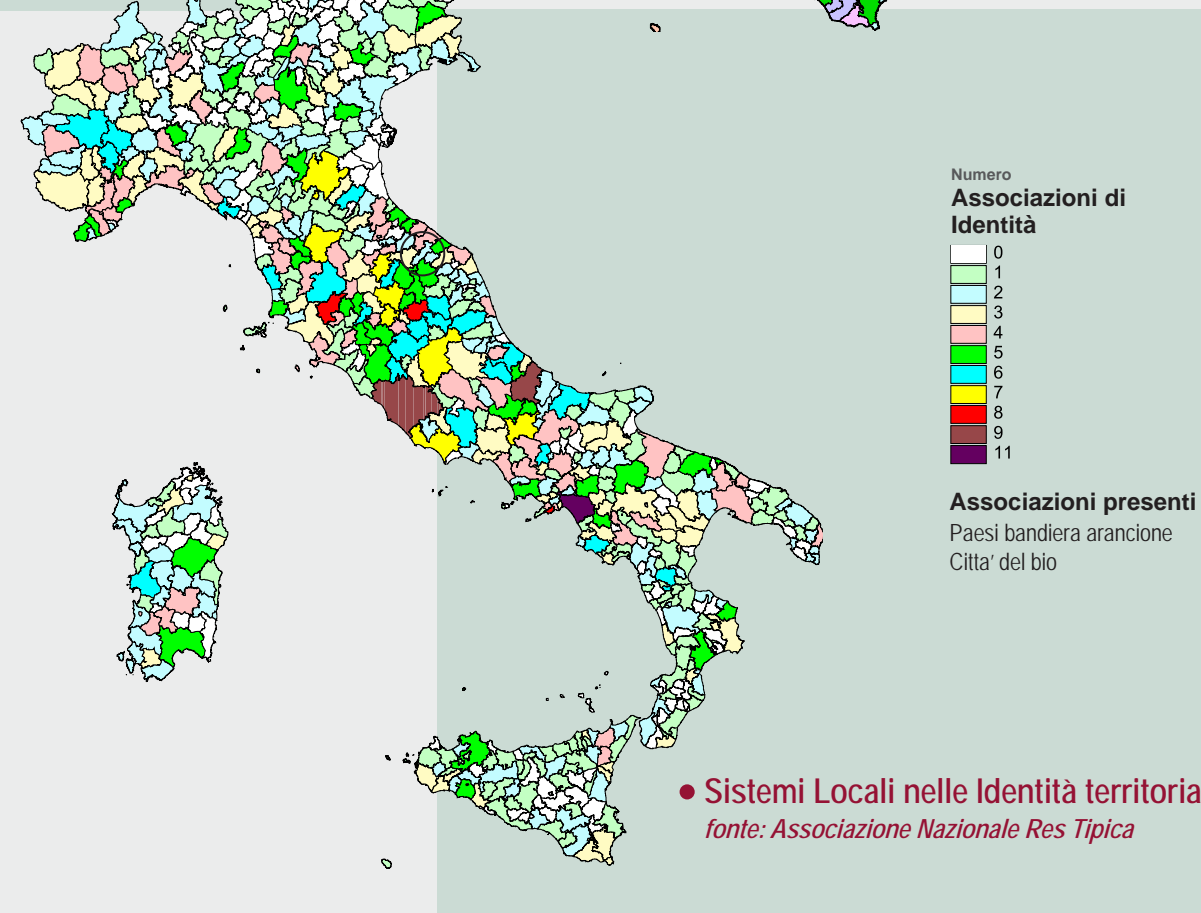 Numero
Associazioni di
Identità
0
1
2
3
4
5
6
7
8
9
11
Associazioni presenti
Paesi bandiera arancione
Citta' del bio
• Sistemi Locali nelle Identità territoria
fonte: Associazione Nazionale Res Tipica